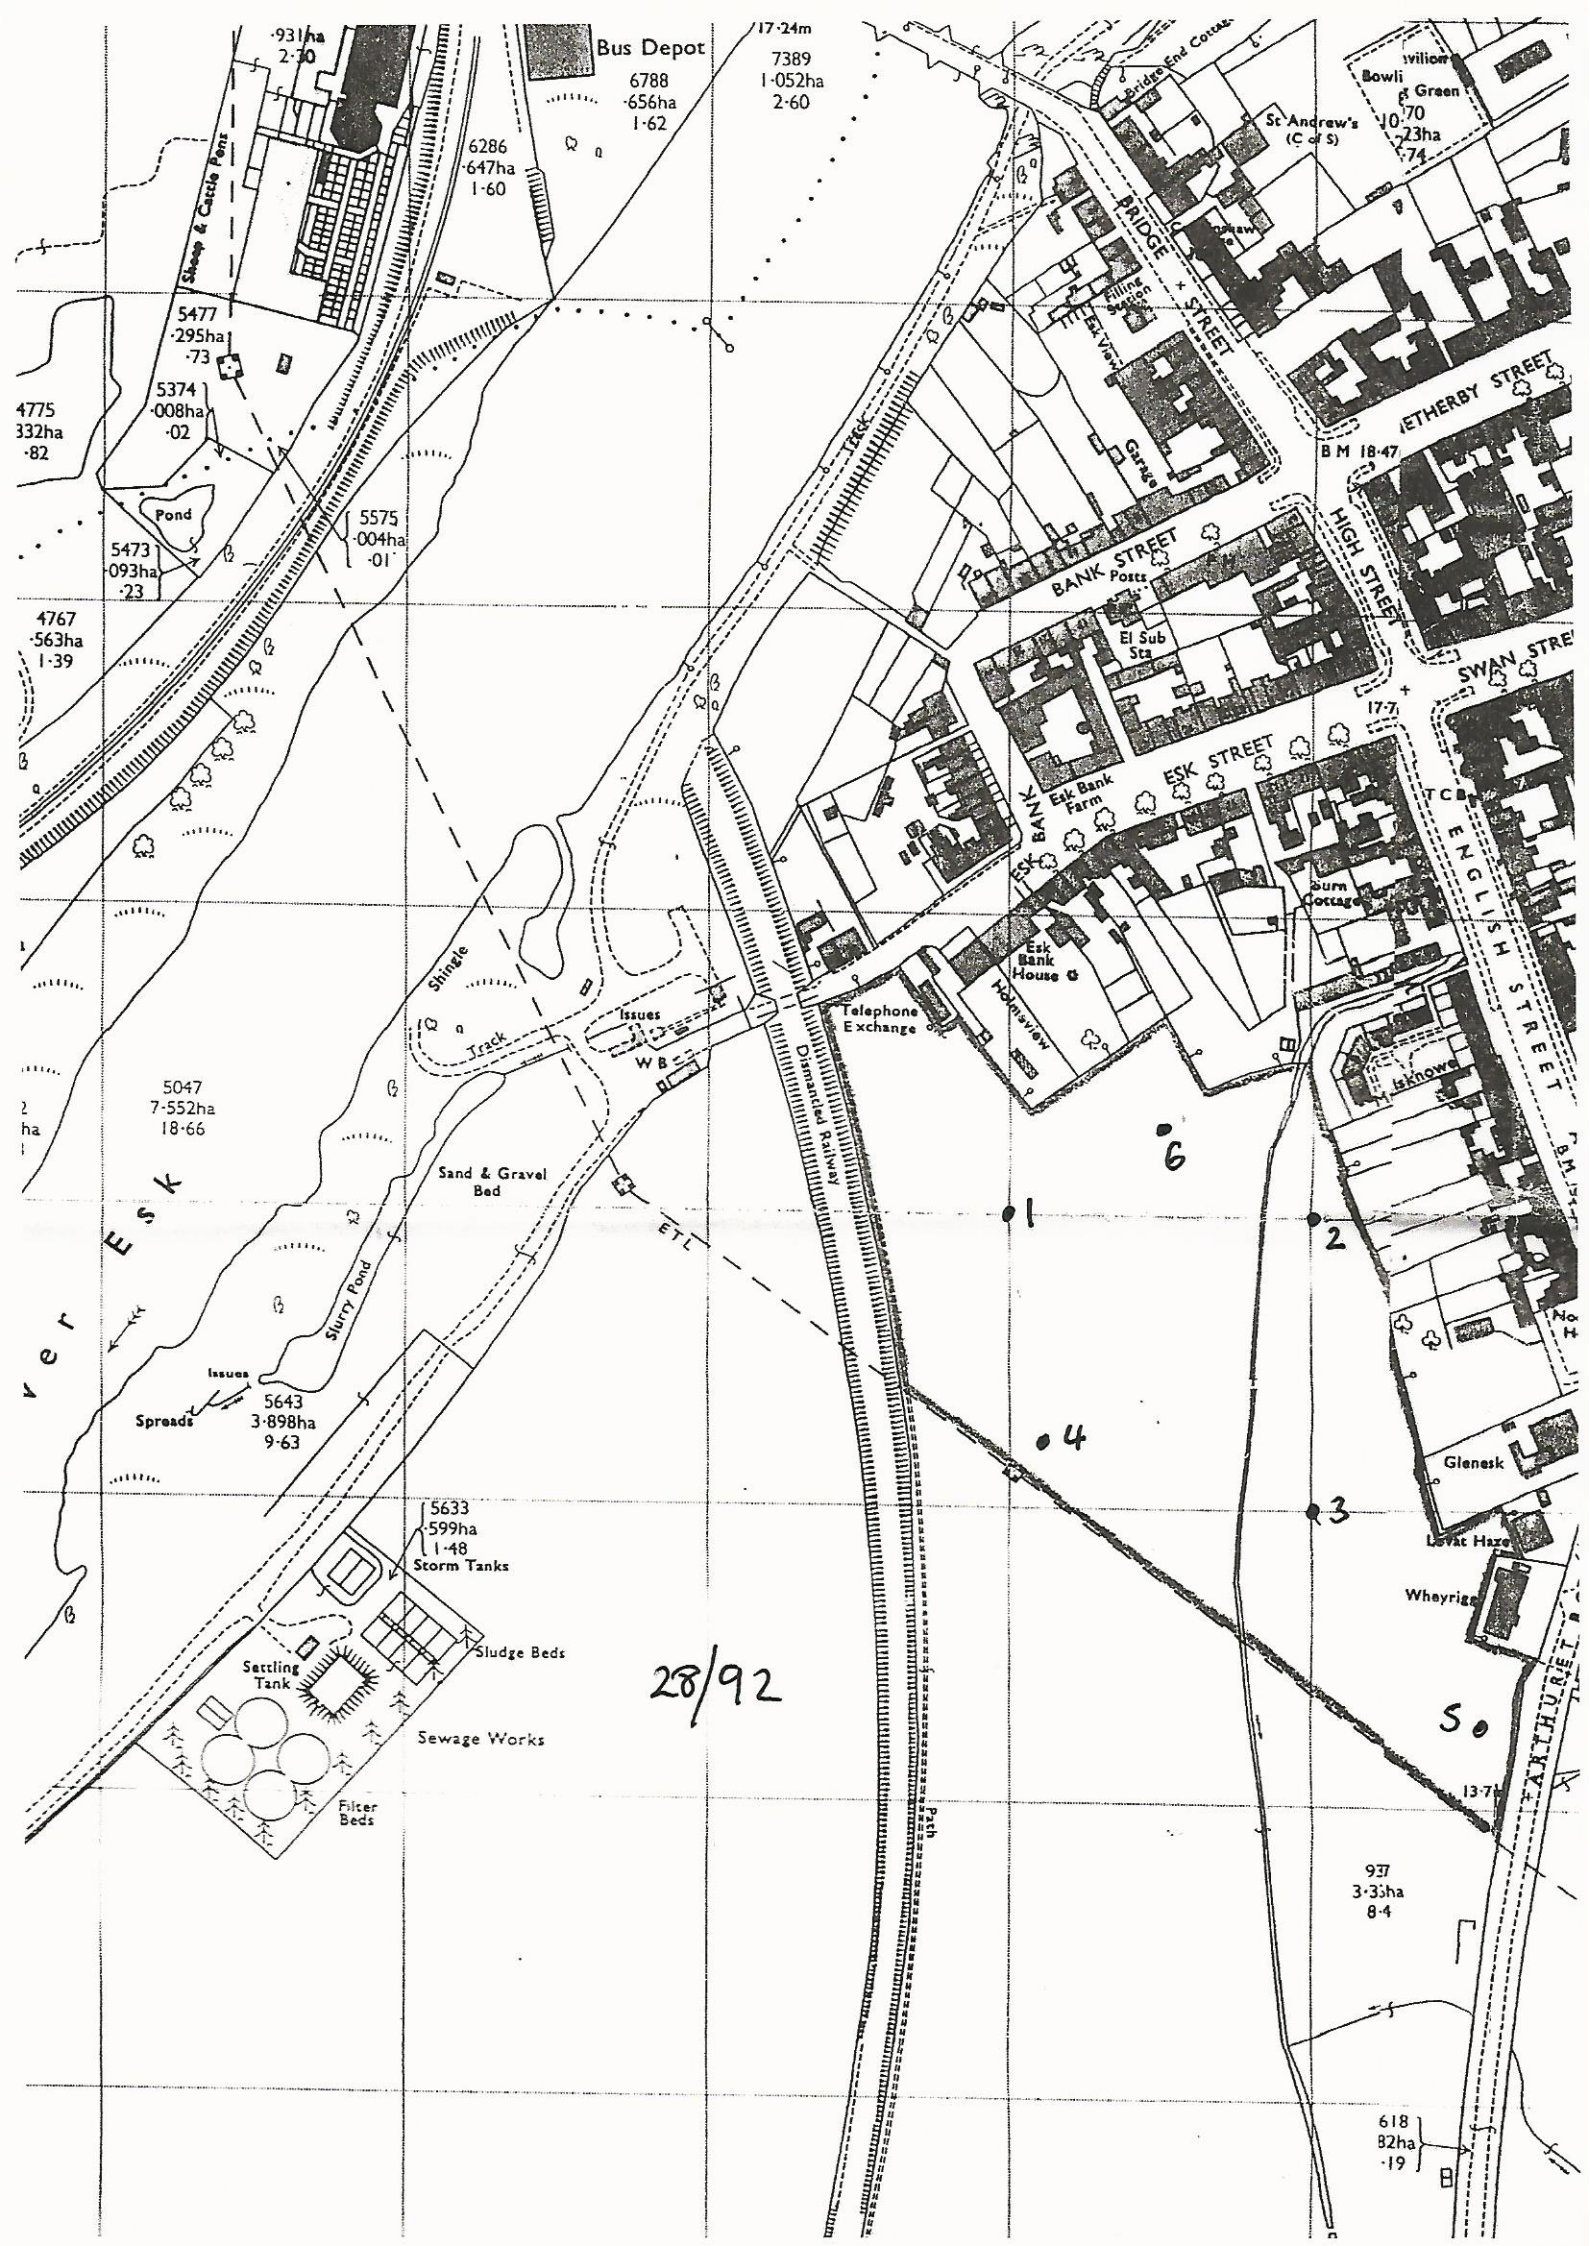 ·931ha
2·30
Bus Depot
6788
·656ha
1·62
17·24m
7389
1·052ha
2·60
Bridge End Cottage
Bowli
Green
70
23ha
74
St Andrew's
(C of S)
6286
·647ha
1·60
Sheep & Cattle Pens
BRIDGE STREET
Filling
Station
Esk View
5477
·295ha
·73
5374
·008ha
·02
4775
332ha
·82
ETHERBY STREET
BM 18·47
Track
Garage
Pond
5575
·004ha
·01
5473
093ha
·23
HIGH STREET
BANK STREET
Posts
El Sub
Sta
4767
·563ha
1·39
SWAN STRE
17·7
ESK STREET
Esk Bank
Farm
ESK BANK
TCB
ENGLISH STREET
Burn
Cottage
Shingle
Esk
Bank
House
Holmsview
Telephone
Exchange
Issues
Track
WB
Dismantled Railway
5047
7·552ha
18·66
ha
Sand & Gravel
Bed
6
1
2
ETL
ver Esk
Slurry Pond
Issues
Spreads
5643
3·898ha
9·63
4
Glenesk
5633
·599ha
1·48
Storm Tanks
3
Wheyrigg
Sludge Beds
Settling
Tank
28/92
Sewage Works
5
ARTHURET
Filter
Beds
13·7
Path
937
3·35ha
8·4
618
82ha
·19